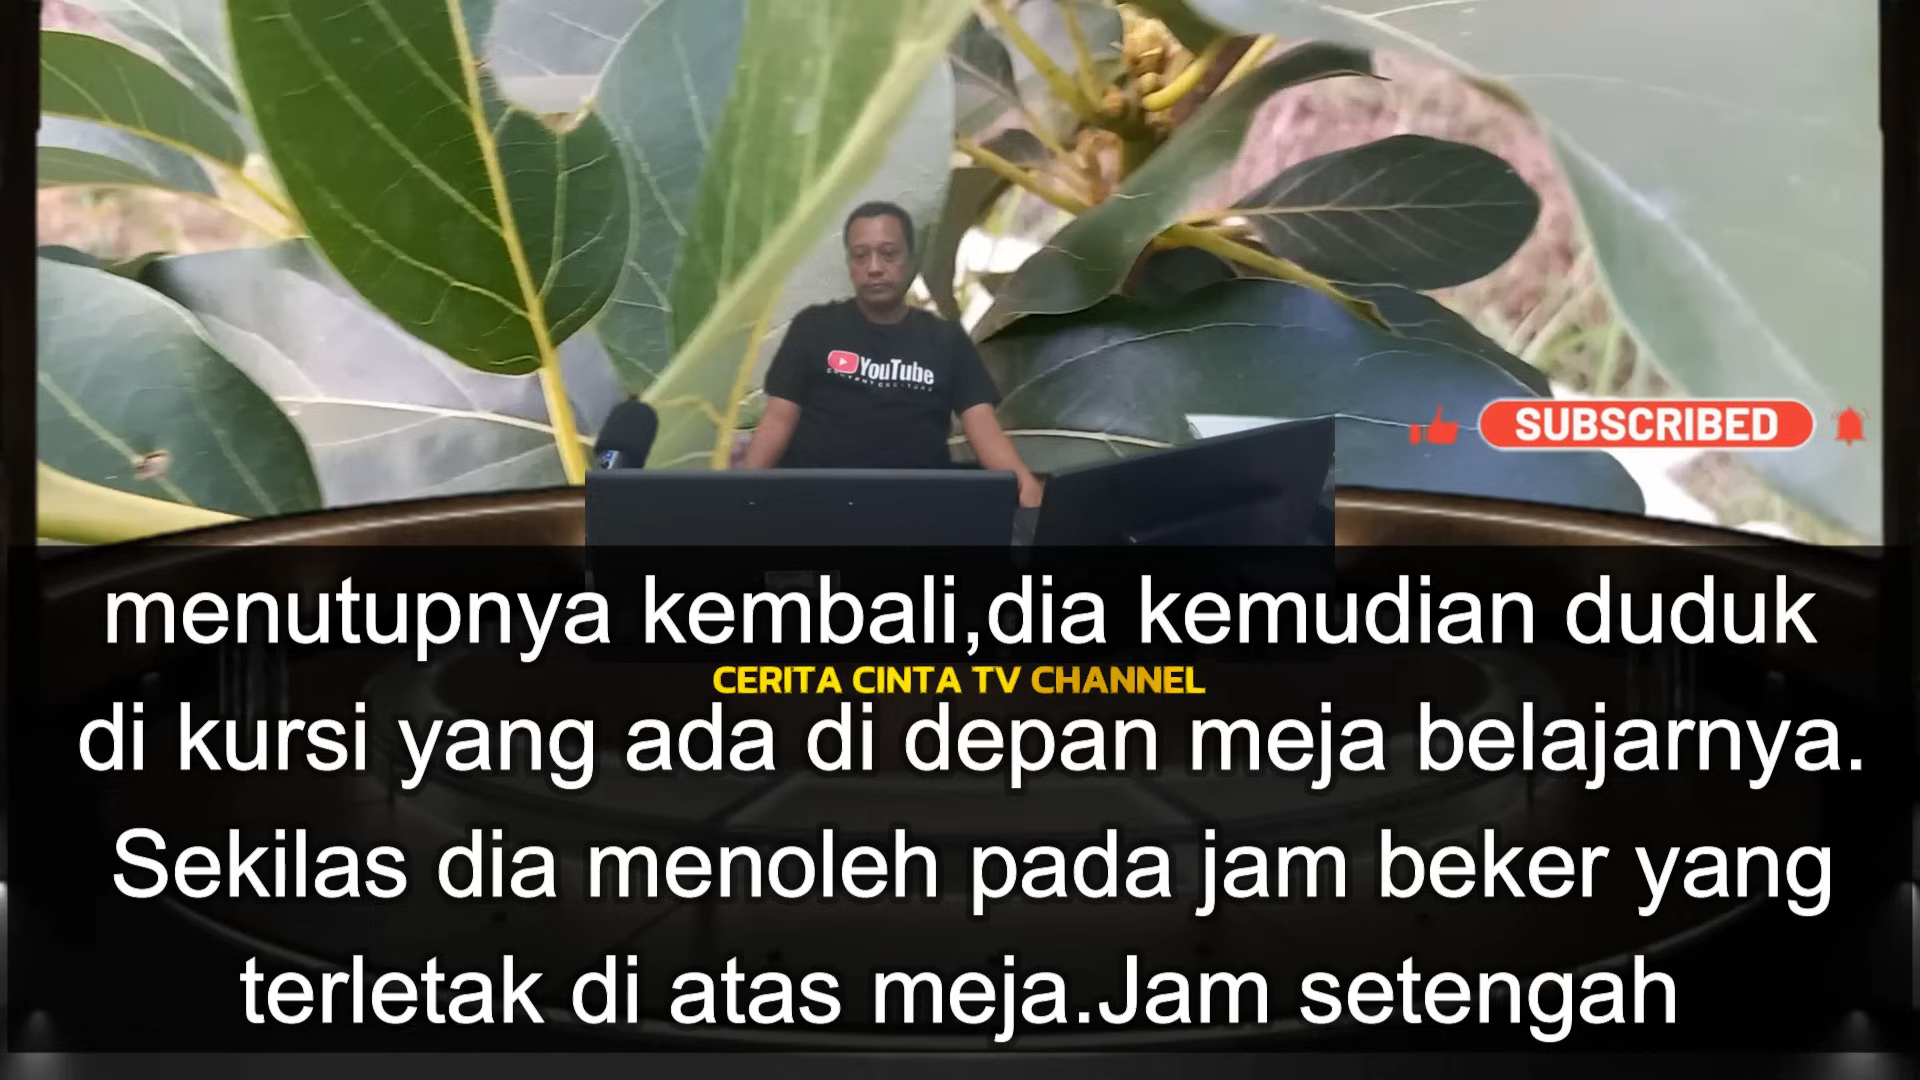 YouTube
SUBSCRIBED
menutupnya kembali,dia kemudian duduk
CERITA CINTA TV CHANNEL
di kursi yang ada di depan meja belajarnya.
Sekilas dia menoleh pada jam beker yang
terletak di atas meja.Jam setengah